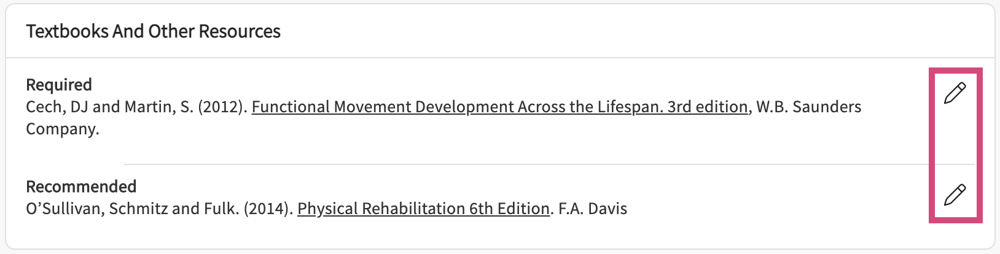 Textbooks And Other Resources
Required
Cech, DJ and Martin, S. (2012). Functional Movement Development Across the Lifespan. 3rd edition, W.B. Saunders
Company.
Recommended
O’Sullivan, Schmitz and Fulk. (2014). Physical Rehabilitation 6th Edition. F.A. Davis